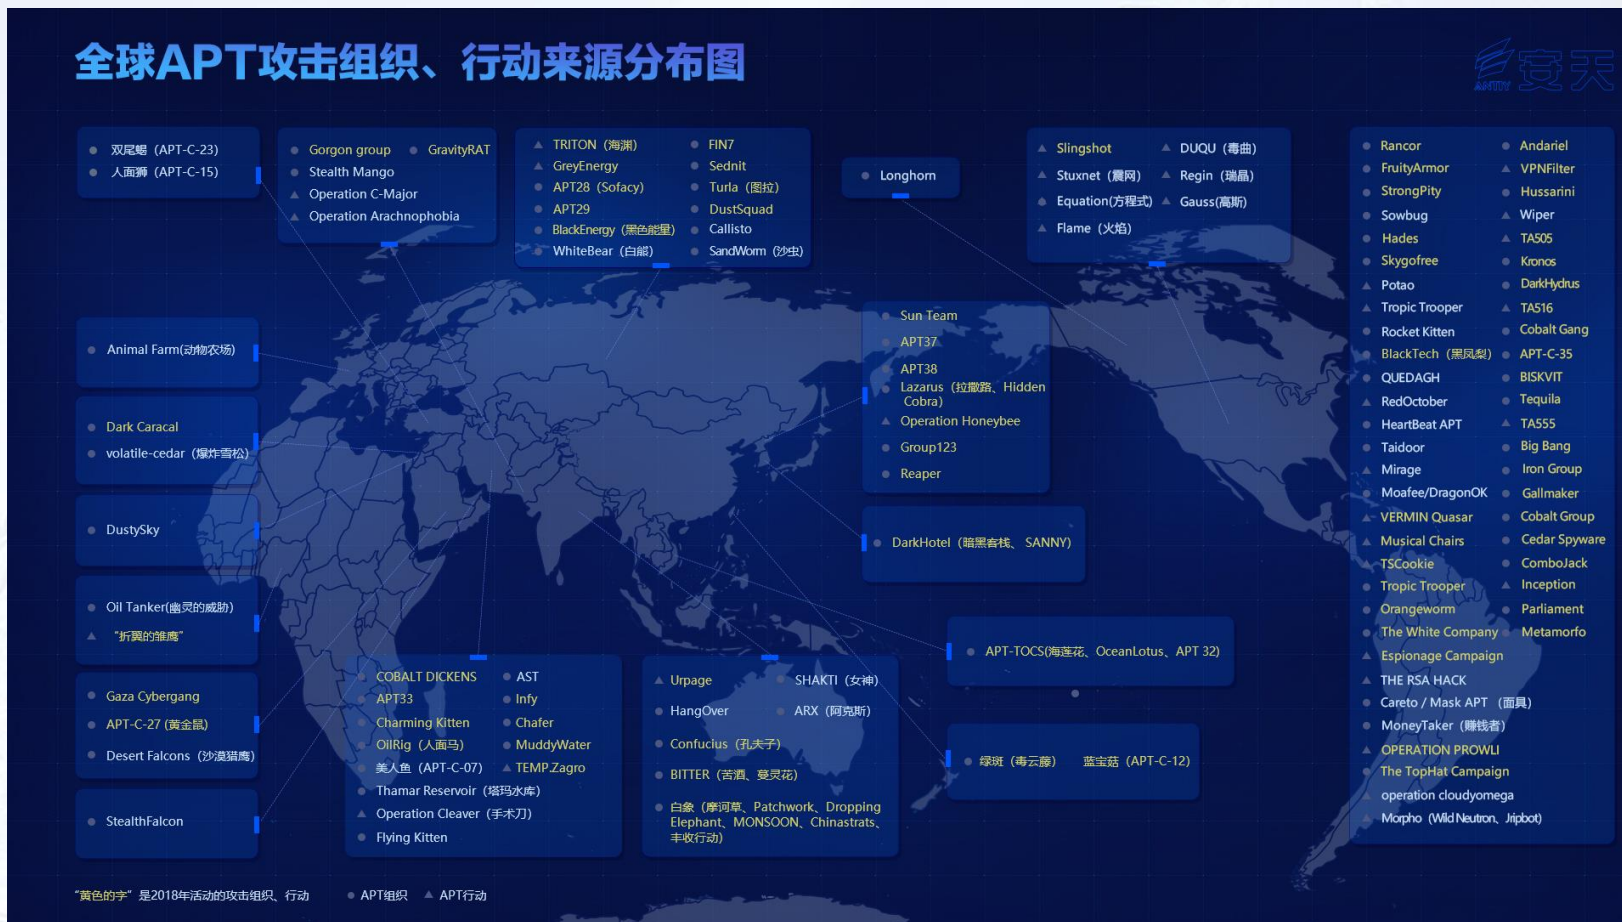 全球APT攻击组织、行动来源分布图
ANTIY 安天
双尾蝎（APT-C-23）
人面狮（APT-C-15）
Gorgon group
GravityRAT
Stealth Mango
Operation C-Major
Operation Arachnophobia
TRITON（海渊）
FIN7
GreyEnergy
Sednit
APT28（Sofacy）
Turla（图拉）
APT29
DustSquad
BlackEnergy（黑色能量）
Callisto
WhiteBear（白熊）
SandWorm（沙虫）
Longhorn
Slingshot
DUQU（毒曲）
Stuxnet（震网）
Regin（瑞晶）
Equation(方程式)
Gauss(高斯)
Flame（火焰）
Animal Farm(动物农场)
Dark Caracal
volatile-cedar（爆炸雪松）
DustySky
Oil Tanker(幽灵的威胁)
“折翼的雏鹰”
Gaza Cybergang
APT-C-27 (黄金鼠)
Desert Falcons（沙漠猎鹰）
StealthFalcon
COBALT DICKENS
AST
APT33
Infy
Charming Kitten
Chafer
OilRig（人面马）
MuddyWater
美人鱼（APT-C-07）
TEMP.Zagro
Thamar Reservoir（塔玛水库）
Operation Cleaver（手术刀）
Flying Kitten
Urpage
SHAKTI（女神）
HangOver
ARX（阿克斯）
Confucius（孔夫子）
BITTER（苦酒、蔓灵花）
白象（摩诃草、Patchwork、Dropping
Elephant、MONSOON、Chinastrats、
丰收行动）
Sun Team
APT37
APT38
Lazarus（拉撒路、Hidden
Cobra）
Operation Honeybee
Group123
Reaper
DarkHotel（暗黑客栈、 SANNY)
APT-TOCS(海莲花、OceanLotus、APT 32)
绿斑（毒云藤）
蓝宝菇（APT-C-12）
Rancor
Andariel
FruityArmor
VPNFilter
StrongPity
Hussarini
Sowbug
Wiper
Hades
TA505
Skygofree
Kronos
Potao
DarkHydrus
Tropic Trooper
TA516
Rocket Kitten
Cobalt Gang
BlackTech（黑凤梨）
APT-C-35
QUEDAGH
BISKVIT
RedOctober
Tequila
HeartBeat APT
TA555
Taidoor
Big Bang
Mirage
Iron Group
Moafee/DragonOK
Gallmaker
VERMIN Quasar
Cobalt Group
Musical Chairs
Cedar Spyware
TSCookie
ComboJack
Tropic Trooper
Inception
Orangeworm
Parliament
The White Company
Metamorfo
Espionage Campaign
THE RSA HACK
Careto / Mask APT （面具）
MoneyTaker（赚钱者）
OPERATION PROWLI
The TopHat Campaign
operation cloudyomega
Morpho（Wild Neutron、Jripbot）
“黄色的字” 是2018年活动的攻击组织、行动
APT组织
APT行动